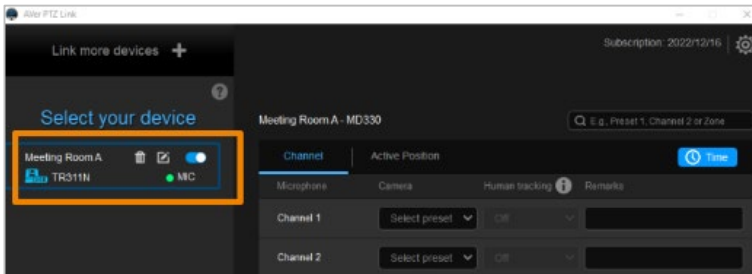 AVer PTZ Link
Link more devices +
Subscription: 2022/12/16
Select your device
Meeting Room A - MD330
E.g., Preset 1, Channel 2 or Zone
Meeting Room A
TR311N
MIC
Channel
Active Position
Time
Microphone
Camera
Human tracking
Remarks
Channel 1
Select preset
Off
Channel 2
Select preset
Off